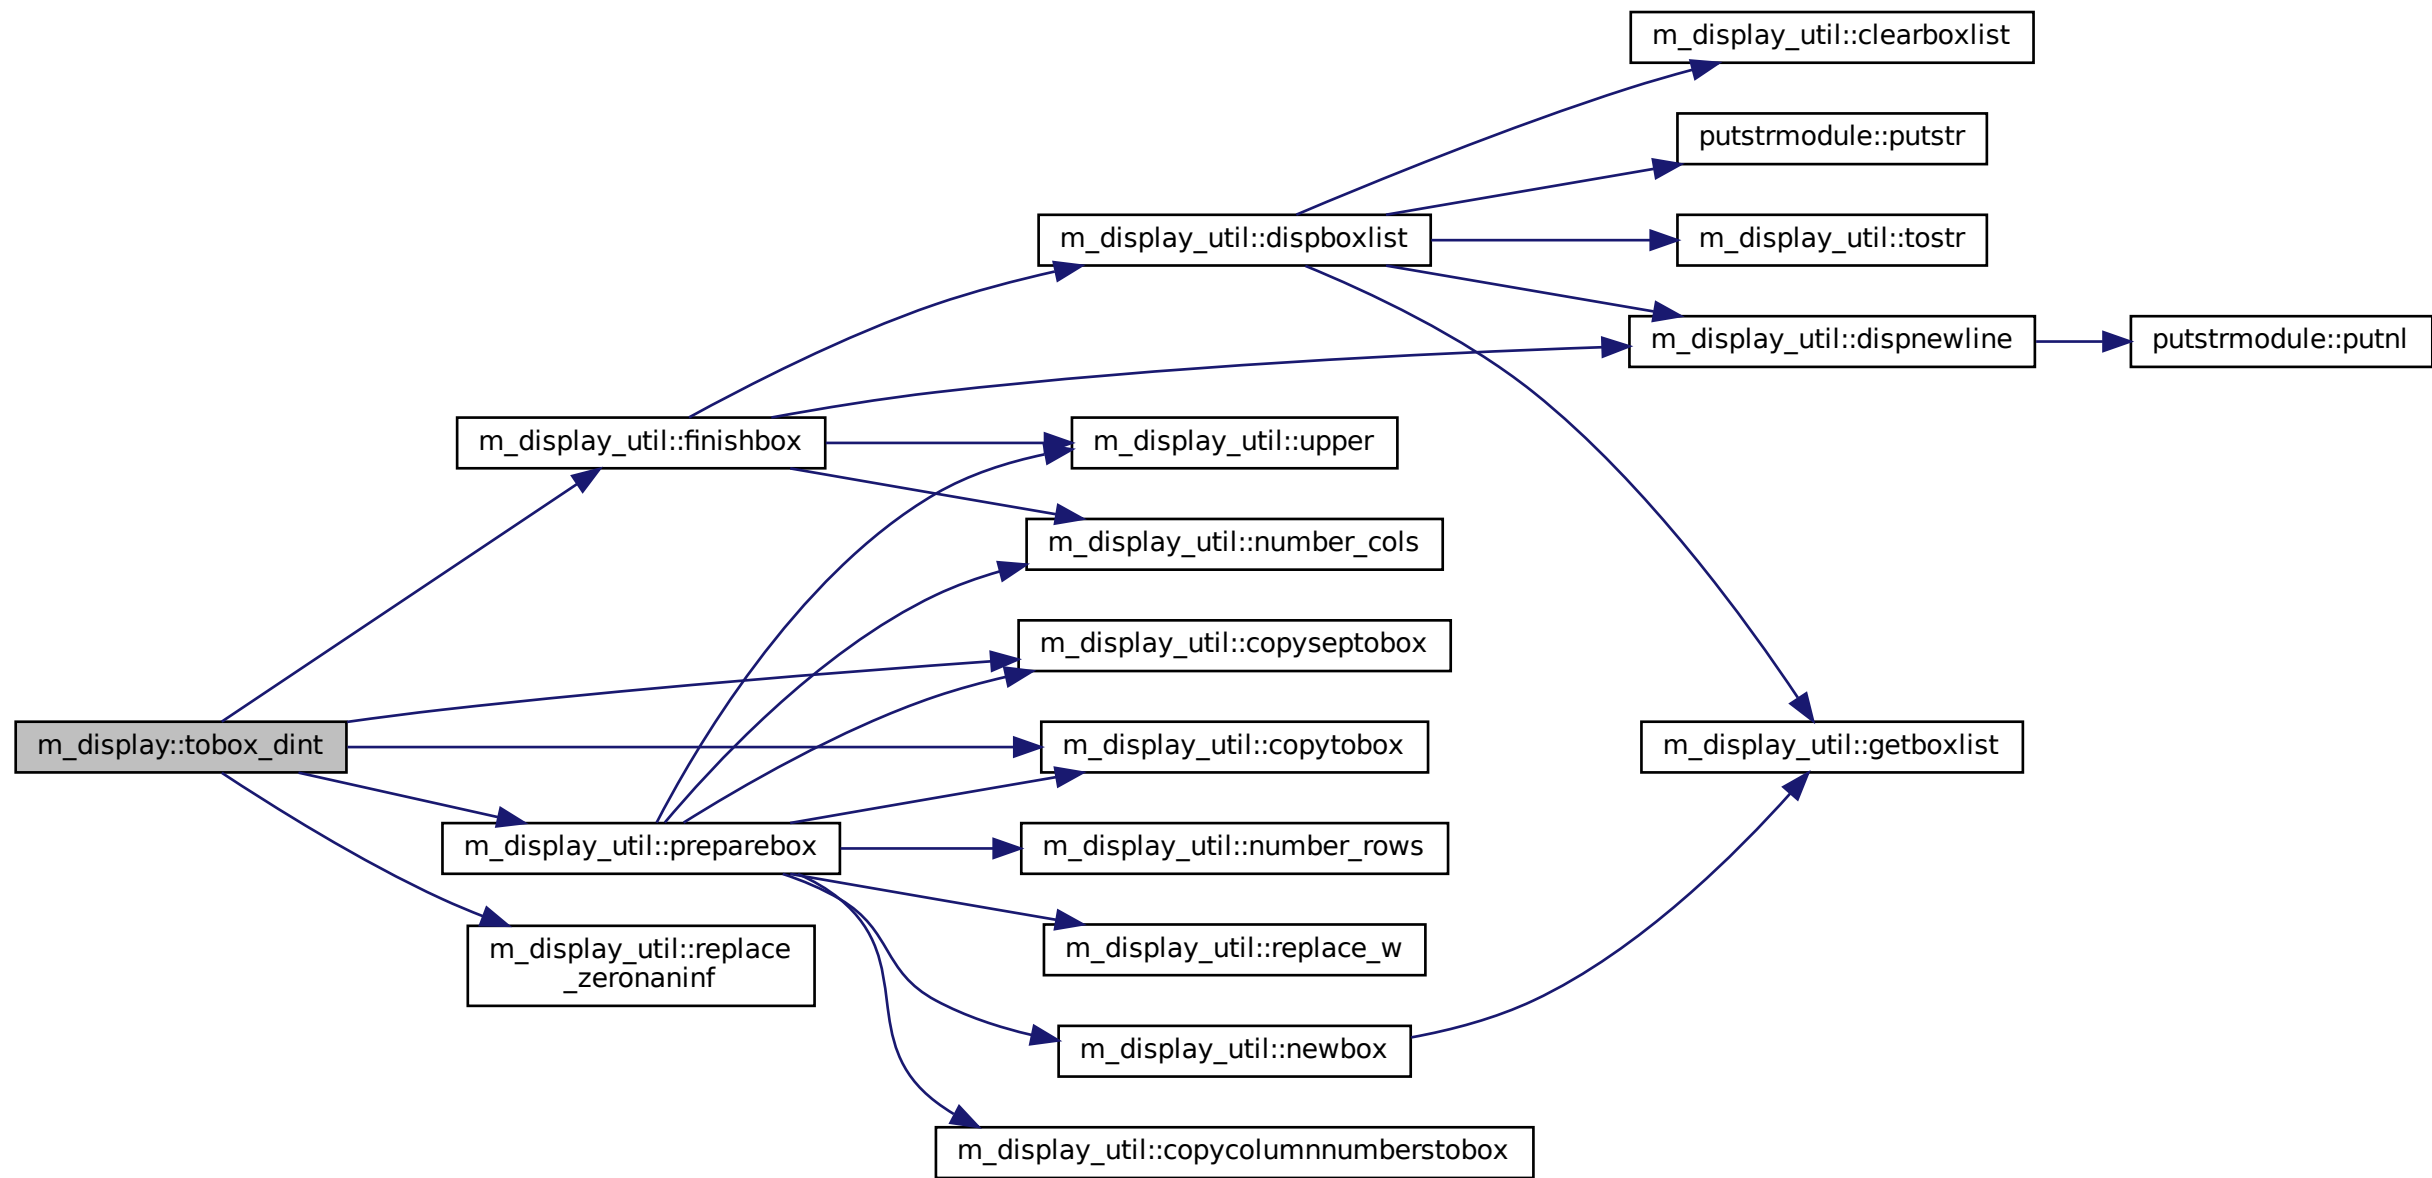 m_display_util::clearboxlist
putstrmodule::putstr
m_display_util::dispboxlist
m_display_util::tostr
m_display_util::dispnewline
putstrmodule::putnl
m_display_util::finishbox
m_display_util::upper
m_display_util::number_cols
m_display_util::copyseptobox
m_display::tobox_dint
m_display_util::copytobox
m_display_util::getboxlist
m_display_util::preparebox
m_display_util::number_rows
m_display_util::replace
_zeronaninf
m_display_util::replace_w
m_display_util::newbox
m_display_util::copycolumnnumberstobox